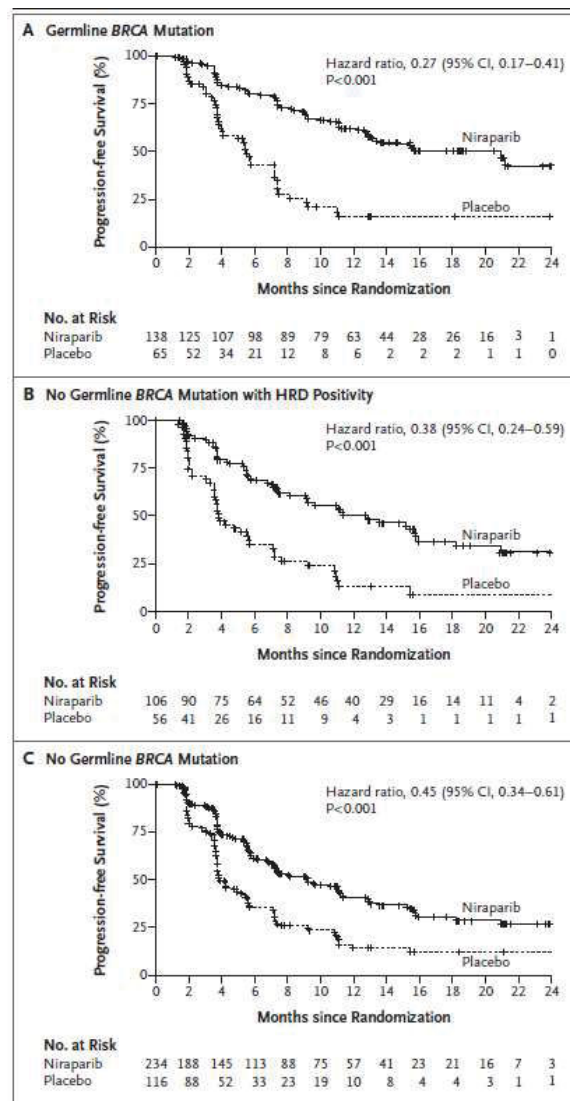 A Germline BRCA Mutation
Progression-free Survival (%)
100
75
50
25
0
Hazard ratio, 0.27 (95% CI, 0.17–0.41)
P<0.001
Niraparib
Placebo
0 2 4 6 8 10 12 14 16 18 20 22 24
Months since Randomization
No. at Risk
Niraparib 138 125 107 98 89 79 63 44 28 26 16 3 1
Placebo 65 52 34 21 12 8 6 2 2 2 1 1 0
B No Germline BRCA Mutation with HRD Positivity
Progression-free Survival (%)
100
75
50
25
0
Hazard ratio, 0.38 (95% CI, 0.24–0.59)
P<0.001
Niraparib
Placebo
0 2 4 6 8 10 12 14 16 18 20 22 24
Months since Randomization
No. at Risk
Niraparib 106 90 75 64 52 46 40 29 16 14 11 4 2
Placebo 56 41 26 16 11 9 4 3 1 1 1 1 1
C No Germline BRCA Mutation
Progression-free Survival (%)
100
75
50
25
0
Hazard ratio, 0.45 (95% CI, 0.34–0.61)
P<0.001
Niraparib
Placebo
0 2 4 6 8 10 12 14 16 18 20 22 24
Months since Randomization
No. at Risk
Niraparib 234 188 145 113 88 75 57 41 23 21 16 7 3
Placebo 116 88 52 33 23 19 10 8 4 4 3 1 1